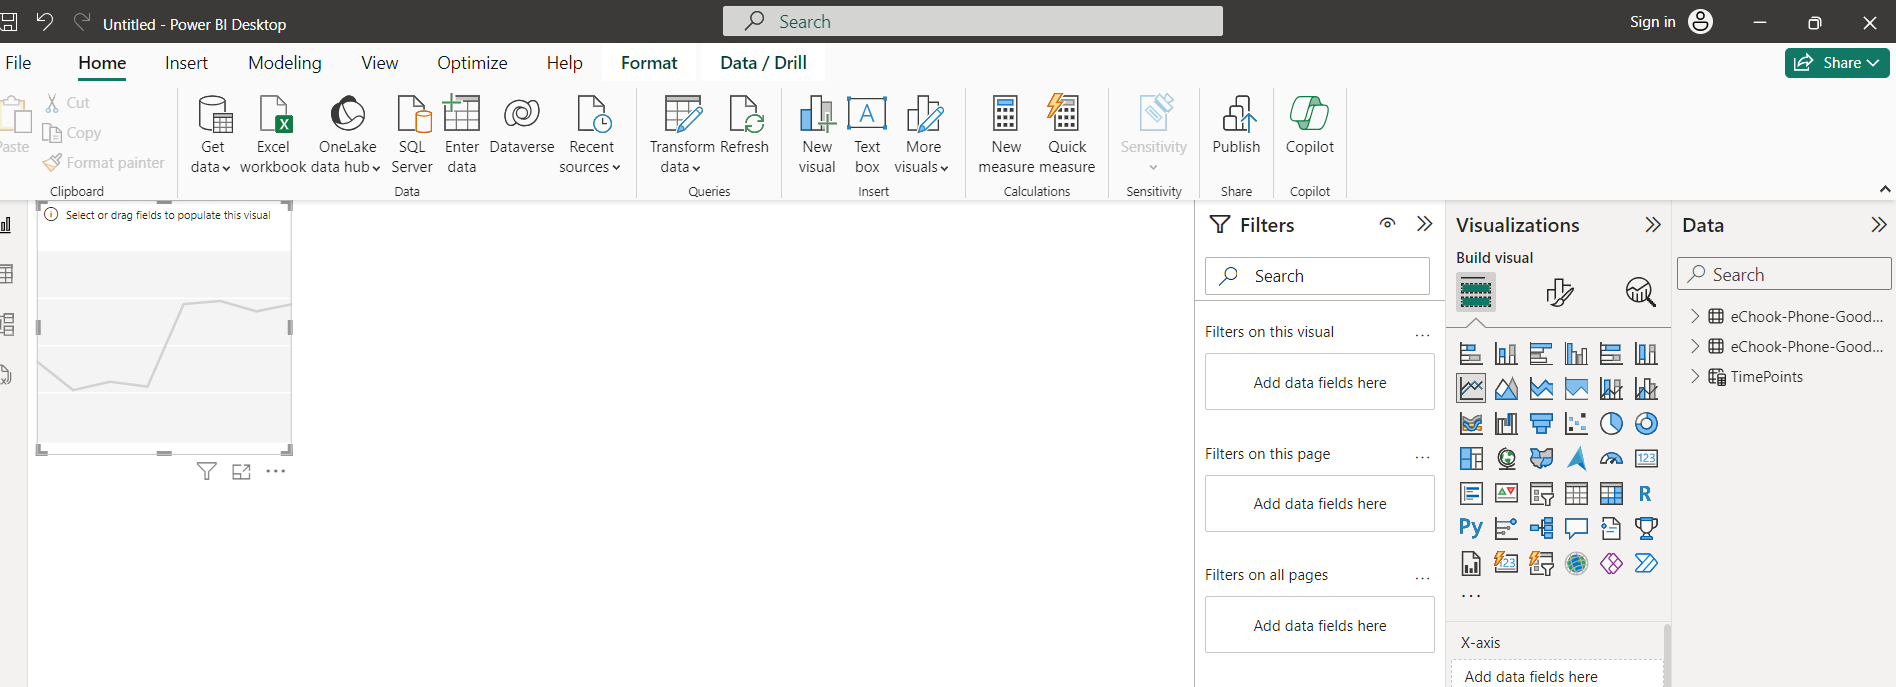 Untitled - Power BI Desktop
Search
Sign in
File Home Insert Modeling View Optimize Help Format Data / Drill
Share
Paste
Cut
Copy
Format painter
Clipboard
Get data
Excel workbook
OneLake data hub
SQL Server
Enter data
Dataverse
Recent sources
Data
Transform data
Refresh
Queries
New visual
Text box
More visuals
Insert
New measure
Quick measure
Calculations
Sensitivity
Sensitivity
Publish
Share
Copilot
Copilot
Select or drag fields to populate this visual
Filters
Search
Filters on this visual ...
Add data fields here
Filters on this page ...
Add data fields here
Filters on all pages ...
Add data fields here
Visualizations
Build visual
123
R
Py
123
...
X-axis
Add data fields here
Data
Search
eChook-Phone-Good...
eChook-Phone-Good...
TimePoints